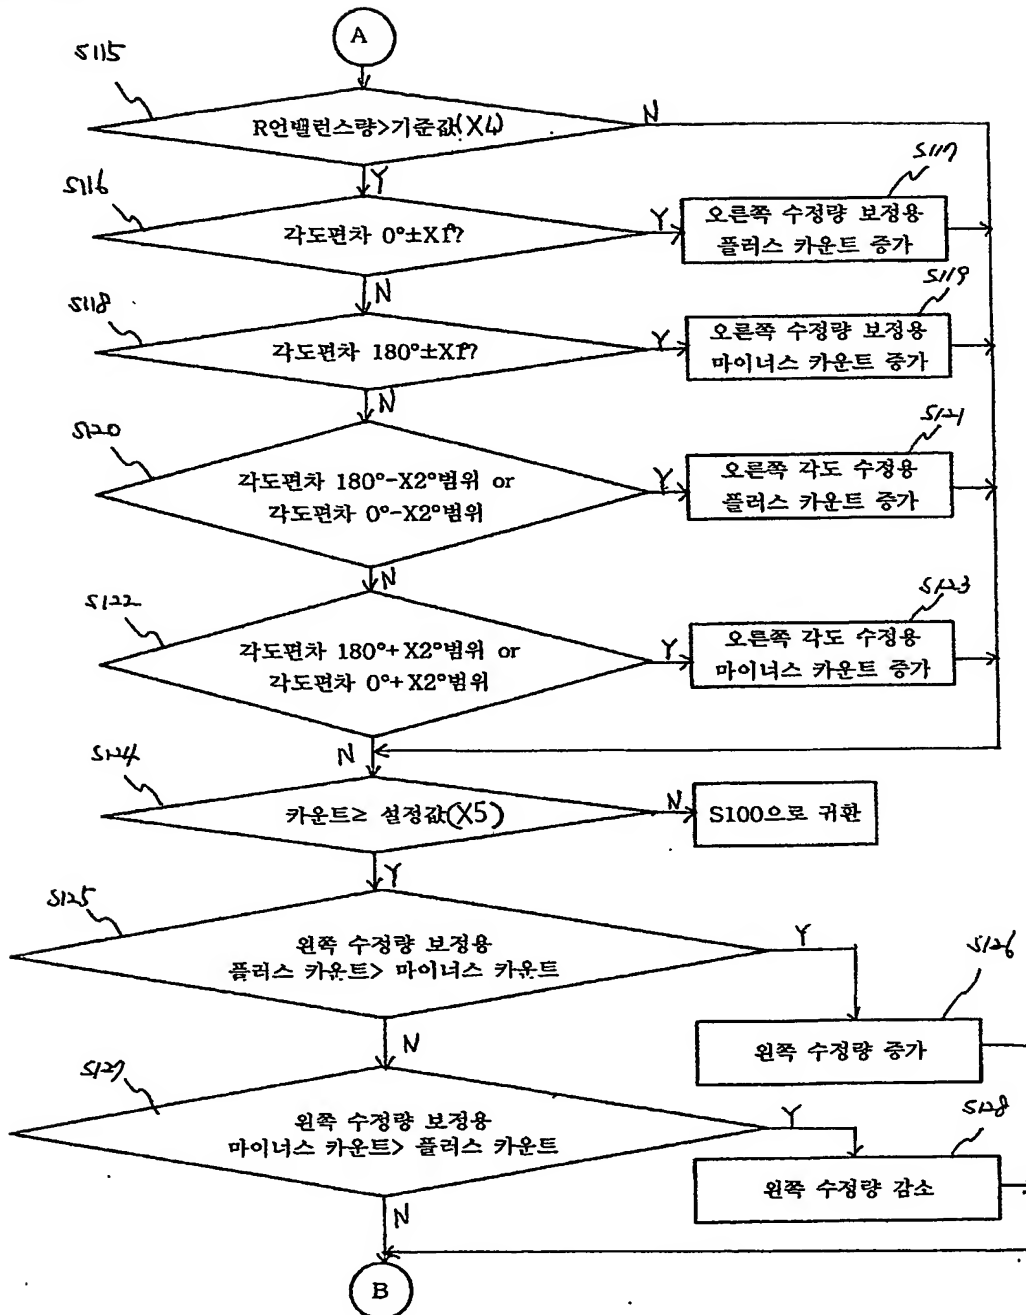 A
S115
R언밸런스량>기준값(X4)
N
Y
S116
각도편차 0°±X1°?
Y
S117
오른쪽 수정량 보정용
플러스 카운트 증가
N
S118
각도편차 180°±X1°?
Y
S119
오른쪽 수정량 보정용
마이너스 카운트 증가
N
S120
각도편차 180°-X2°범위 or
각도편차 0°-X2°범위
Y
S121
오른쪽 각도 수정용
플러스 카운트 증가
N
S122
각도편차 180°+X2°범위 or
각도편차 0°+X2°범위
Y
S123
오른쪽 각도 수정용
마이너스 카운트 증가
N
S124
카운트≥ 설정값(X5)
N
S100으로 귀환
Y
S125
왼쪽 수정량 보정용
플러스 카운트> 마이너스 카운트
Y
S126
왼쪽 수정량 증가
N
S127
왼쪽 수정량 보정용
마이너스 카운트> 플러스 카운트
Y
S128
왼쪽 수정량 감소
N
B